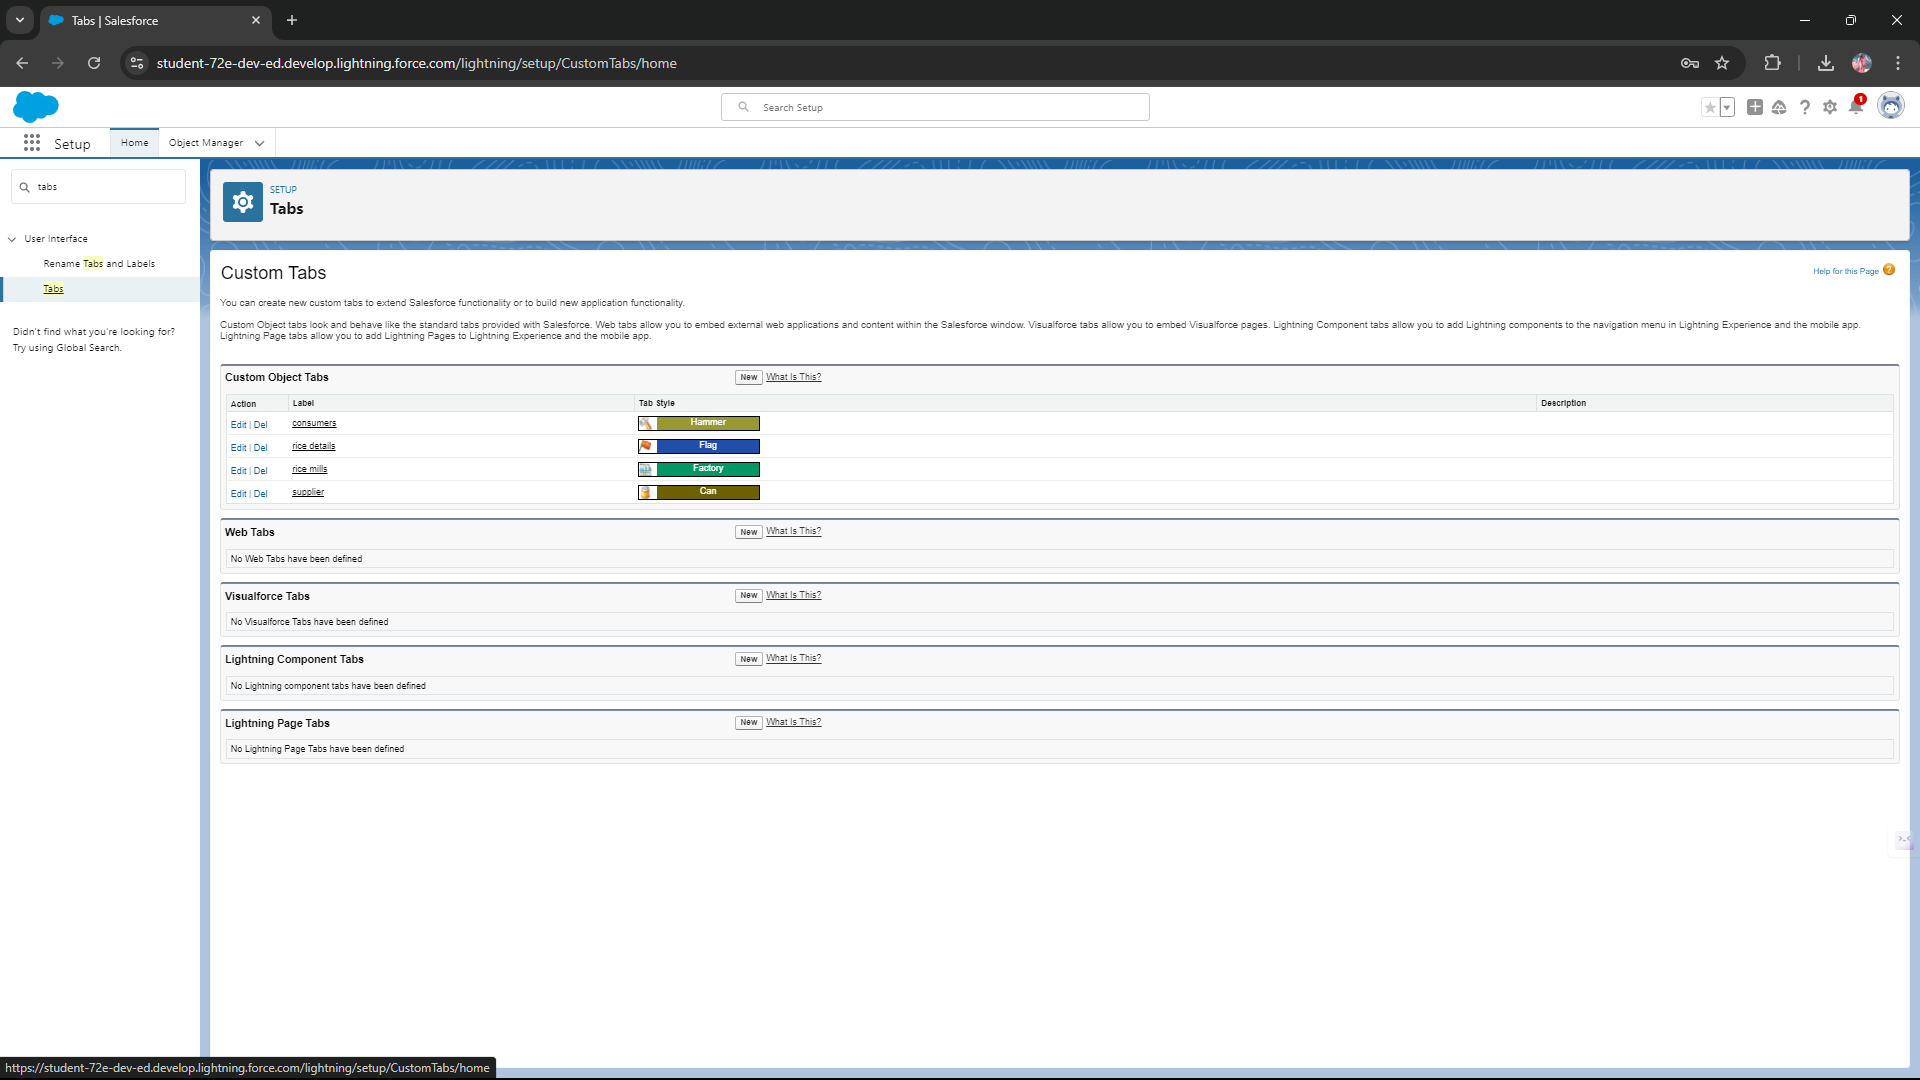 Tabs | Salesforce
student-72e-dev-ed.develop.lightning.force.com/lightning/setup/CustomTabs/home
Search Setup
1
Setup
Home
Object Manager
tabs
User Interface
Rename Tabs and Labels
Tabs
Didn't find what you're looking for?
Try using Global Search.
SETUP
Tabs
Custom Tabs
Help for this Page
You can create new custom tabs to extend Salesforce functionality or to build new application functionality.
Custom Object tabs look and behave like the standard tabs provided with Salesforce. Web tabs allow you to embed external web applications and content within the Salesforce window. Visualforce tabs allow you to embed Visualforce pages. Lightning Component tabs allow you to add Lightning components to the navigation menu in Lightning Experience and the mobile app.
Lightning Page tabs allow you to add Lightning Pages to Lightning Experience and the mobile app.
Custom Object Tabs New What Is This?
Action Label Tab Style Description
Edit | Del consumers Hammer
Edit | Del rice details Flag
Edit | Del rice mills Factory
Edit | Del supplier Can
Web Tabs New What Is This?
No Web Tabs have been defined
Visualforce Tabs New What Is This?
No Visualforce Tabs have been defined
Lightning Component Tabs New What Is This?
No Lightning component tabs have been defined
Lightning Page Tabs New What Is This?
No Lightning Page Tabs have been defined
https://student-72e-dev-ed.develop.lightning.force.com/lightning/setup/CustomTabs/home